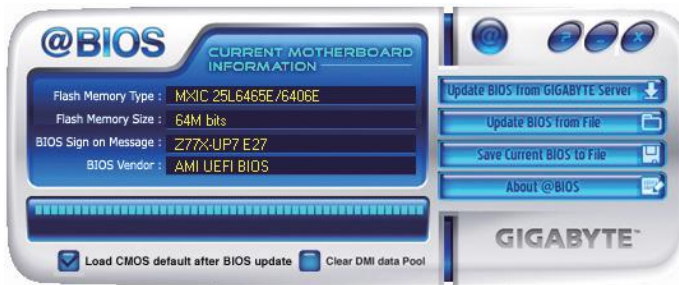 @BIOS
CURRENT MOTHERBOARD
INFORMATION
Flash Memory Type : MXIC 25L6465E/6406E
Flash Memory Size : 64M bits
BIOS Sign on Message : Z77X-UP7 E27
BIOS Vendor : AMI UEFI BIOS
Load CMOS default after BIOS update
Clear DMI data Pool
@
?
_
X
Update BIOS from GIGABYTE Server
Update BIOS from File
Save Current BIOS to File
About @BIOS
GIGABYTE™